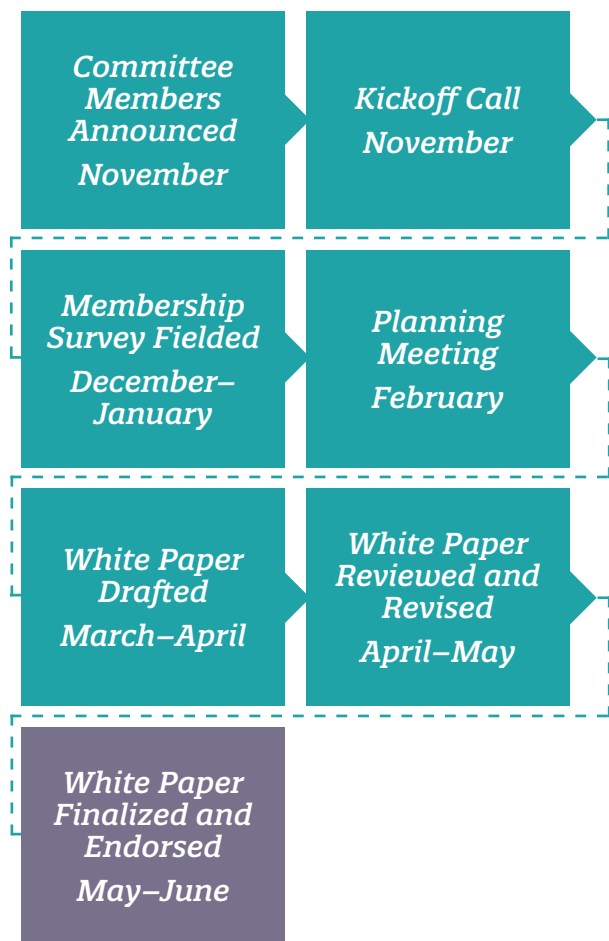 Committee
Members
Announced
November
Kickoff Call
November
Membership
Survey Fielded
December–
January
Planning
Meeting
February
White Paper
Drafted
March–April
White Paper
Reviewed and
Revised
April–May
White Paper
Finalized and
Endorsed
May–June